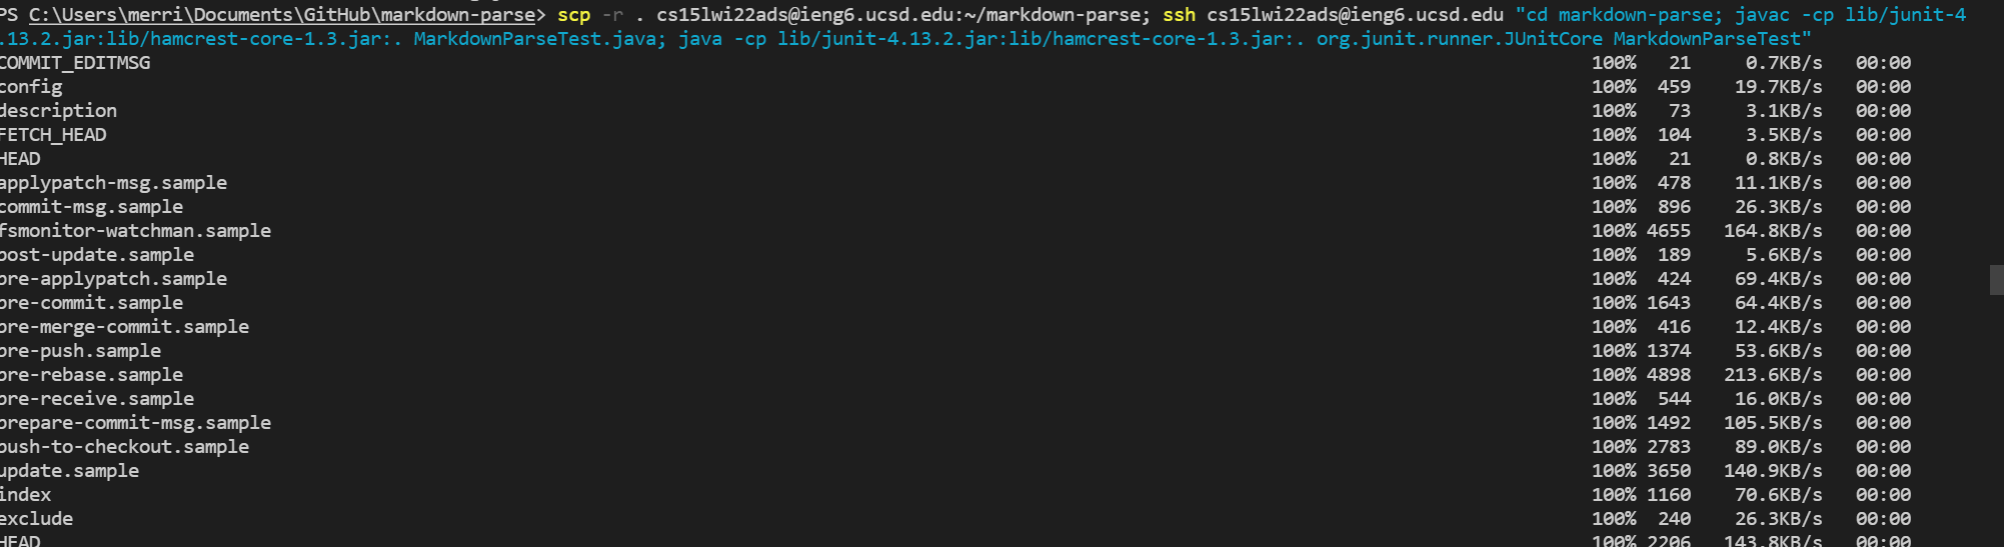 PS C:\Users\merri\Documents\GitHub\markdown-parse> scp -r . cs15lwi22ads@ieng6.ucsd.edu:~/markdown-parse; ssh cs15lwi22ads@ieng6.ucsd.edu "cd markdown-parse; javac -cp lib/junit-4
.13.2.jar:lib/hamcrest-core-1.3.jar:. MarkdownParseTest.java; java -cp lib/junit-4.13.2.jar:lib/hamcrest-core-1.3.jar:. org.junit.runner.JUnitCore MarkdownParseTest"
COMMIT_EDITMSG 100% 21 0.7KB/s 00:00
config 100% 459 19.7KB/s 00:00
description 100% 73 3.1KB/s 00:00
FETCH_HEAD 100% 104 3.5KB/s 00:00
HEAD 100% 21 0.8KB/s 00:00
applypatch-msg.sample 100% 478 11.1KB/s 00:00
commit-msg.sample 100% 896 26.3KB/s 00:00
fsmonitor-watchman.sample 100% 4655 164.8KB/s 00:00
post-update.sample 100% 189 5.6KB/s 00:00
pre-applypatch.sample 100% 424 69.4KB/s 00:00
pre-commit.sample 100% 1643 64.4KB/s 00:00
pre-merge-commit.sample 100% 416 12.4KB/s 00:00
pre-push.sample 100% 1374 53.6KB/s 00:00
pre-rebase.sample 100% 4898 213.6KB/s 00:00
pre-receive.sample 100% 544 16.0KB/s 00:00
prepare-commit-msg.sample 100% 1492 105.5KB/s 00:00
push-to-checkout.sample 100% 2783 89.0KB/s 00:00
update.sample 100% 3650 140.9KB/s 00:00
index 100% 1160 70.6KB/s 00:00
exclude 100% 240 26.3KB/s 00:00
HEAD 100% 2206 143.8KB/s 00:00